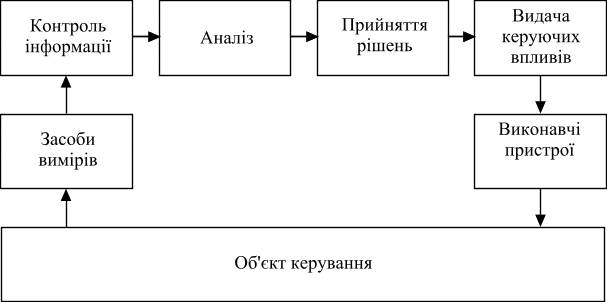 Контроль
інформації
Аналіз
Прийняття
рішень
Видача
керуючих
впливів
Засоби
вимірів
Виконавчі
пристрої
Об'єкт керування